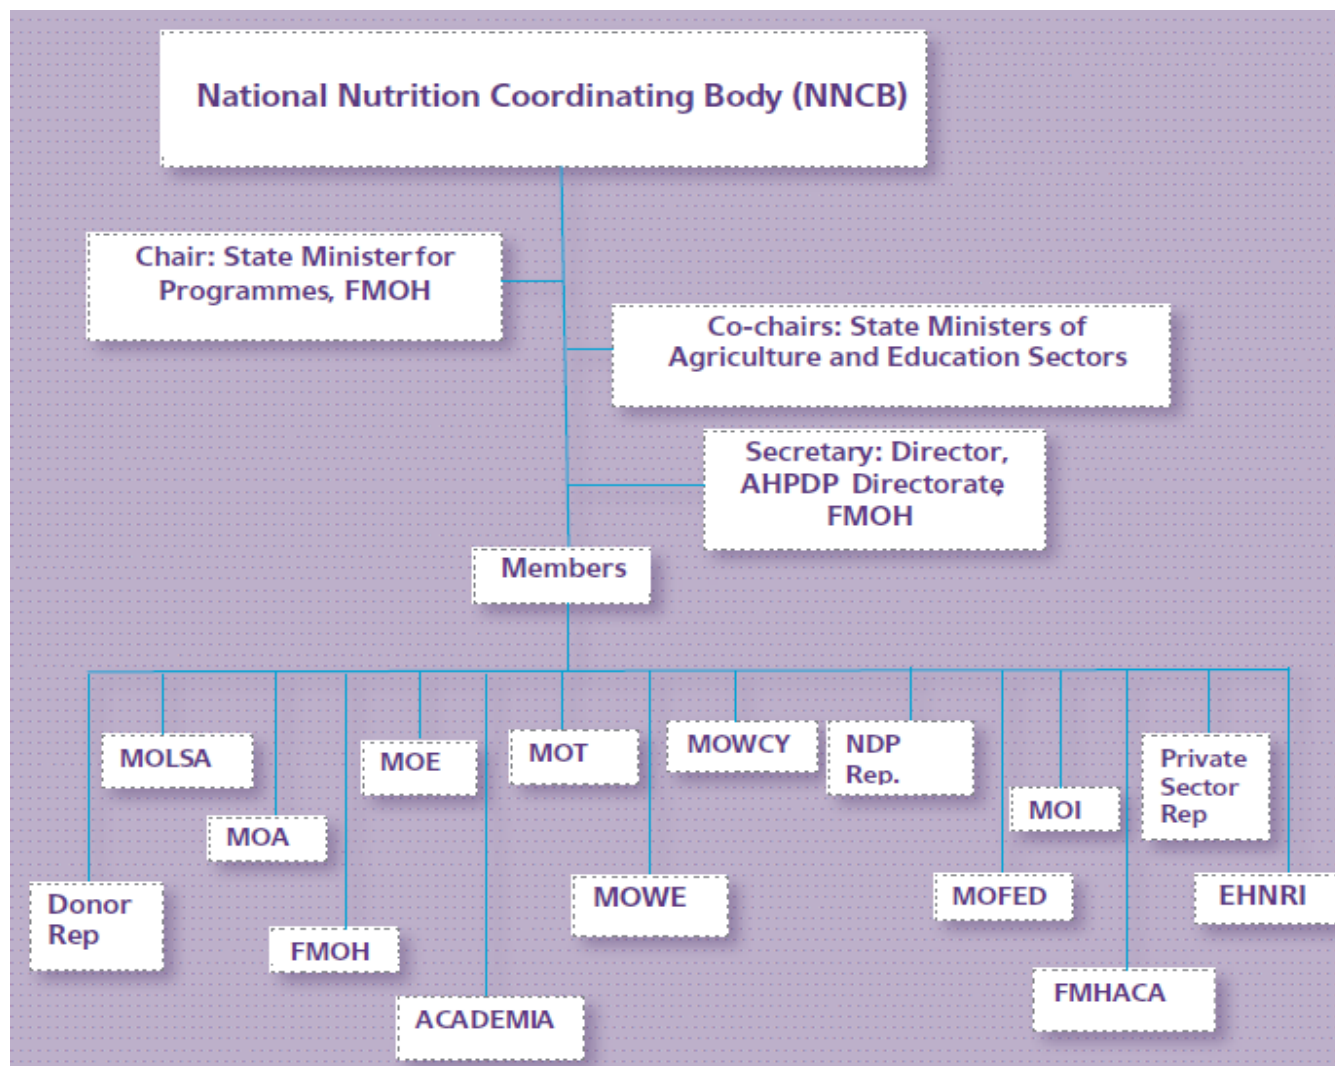 National Nutrition Coordinating Body (NNCB)
Chair: State Minister for
Programmes, FMOH
Co-chairs: State Ministers of
Agriculture and Education Sectors
Secretary: Director,
AHPDP Directorate,
FMOH
Members
MOLSA
MOA
MOE
MOT
MOWCY
NDP
Rep.
MOI
Private
Sector
Rep
Donor
Rep
FMOH
ACADEMIA
MOWE
MOFED
FMHACA
EHNRI